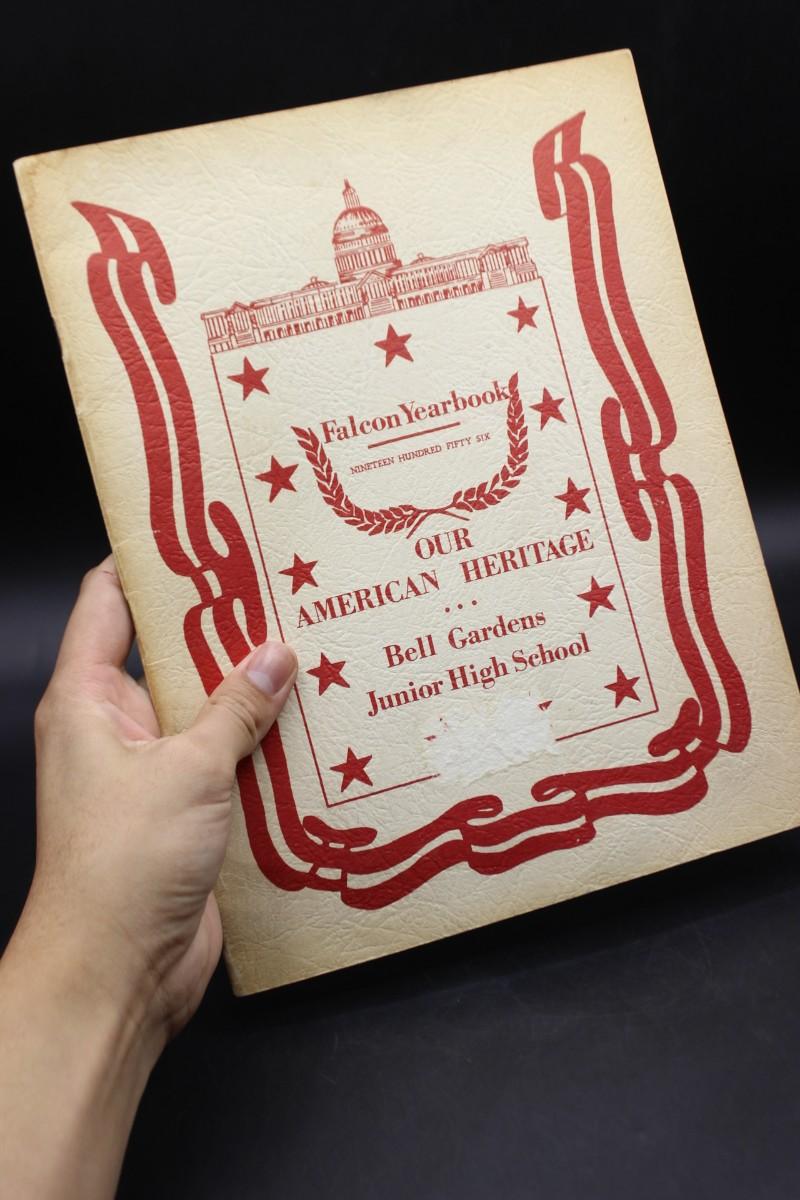 Falcon Yearbook
NINETEEN HUNDRED FIFTY SIX
OUR
AMERICAN HERITAGE
...
Bell Gardens
Junior High School